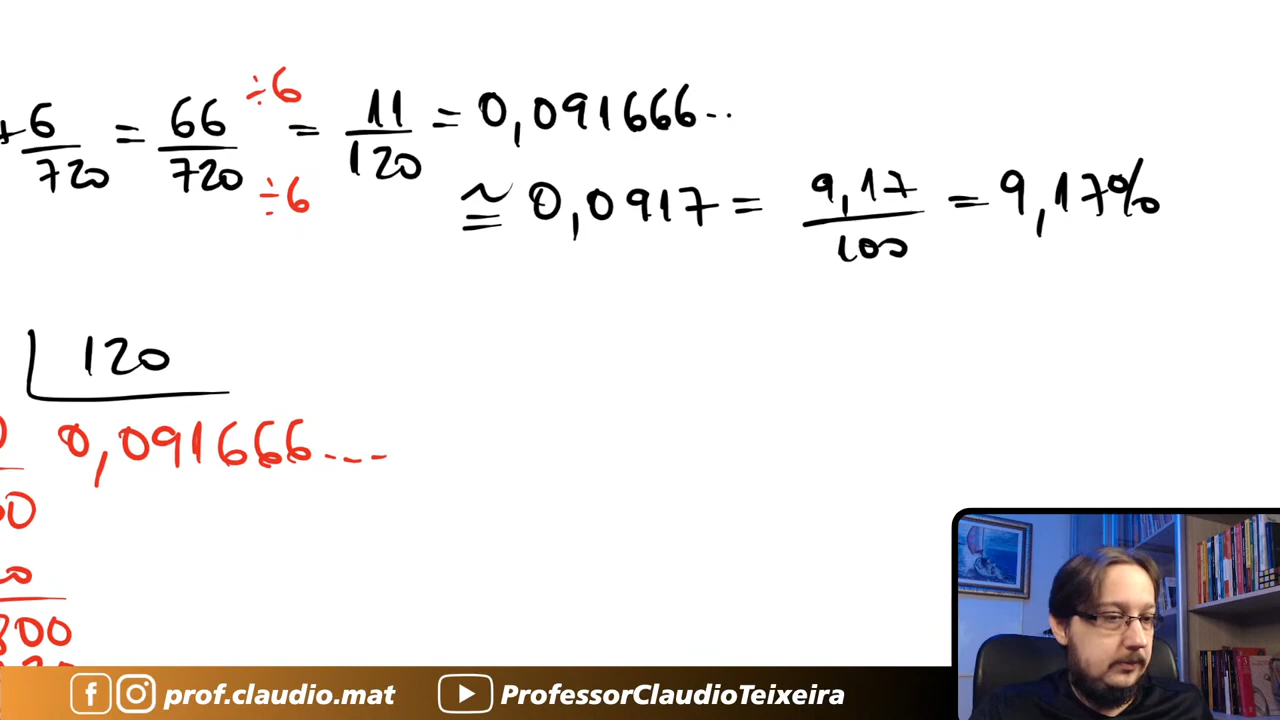 +6/720 = 66/720 ÷6 ÷6 = 11/120 = 0,091666..
≅ 0,0917 = 9,17/100 = 9,17%
120
0,091666...
800
prof.claudio.mat
ProfessorClaudioTeixeira